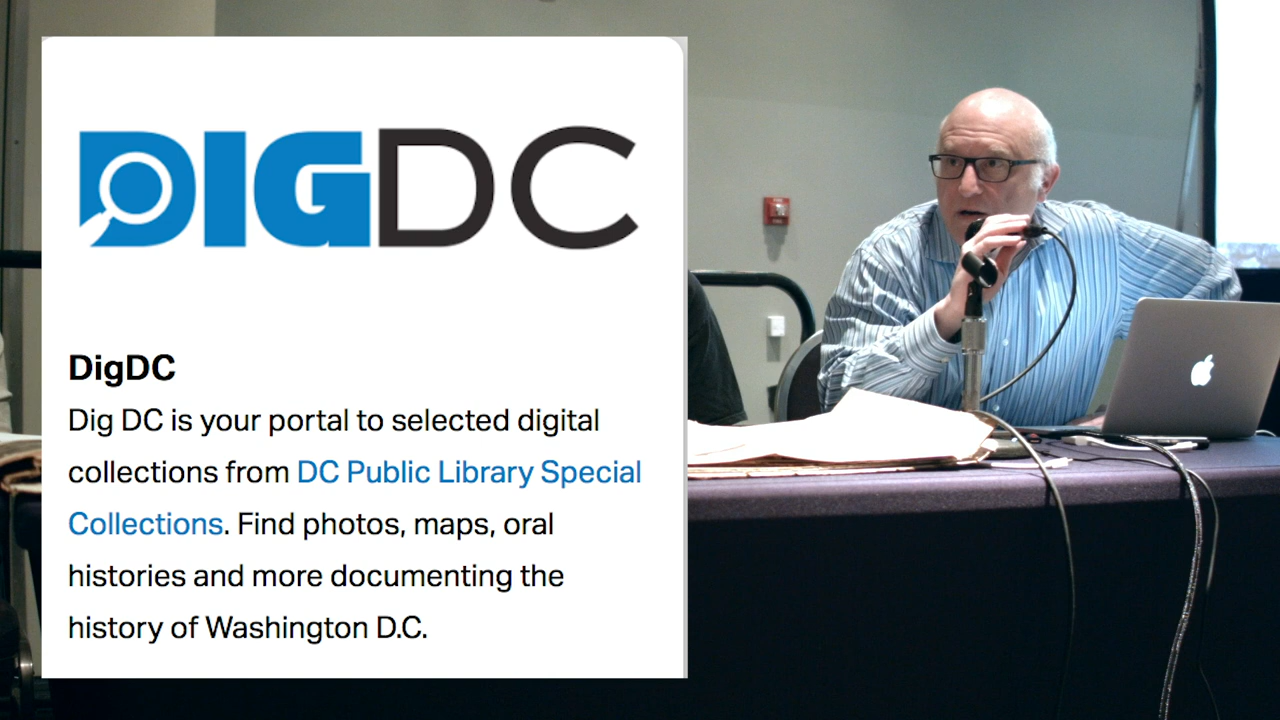 DIGDC
DigDC
Dig DC is your portal to selected digital
collections from DC Public Library Special
Collections. Find photos, maps, oral
histories and more documenting the
history of Washington D.C.